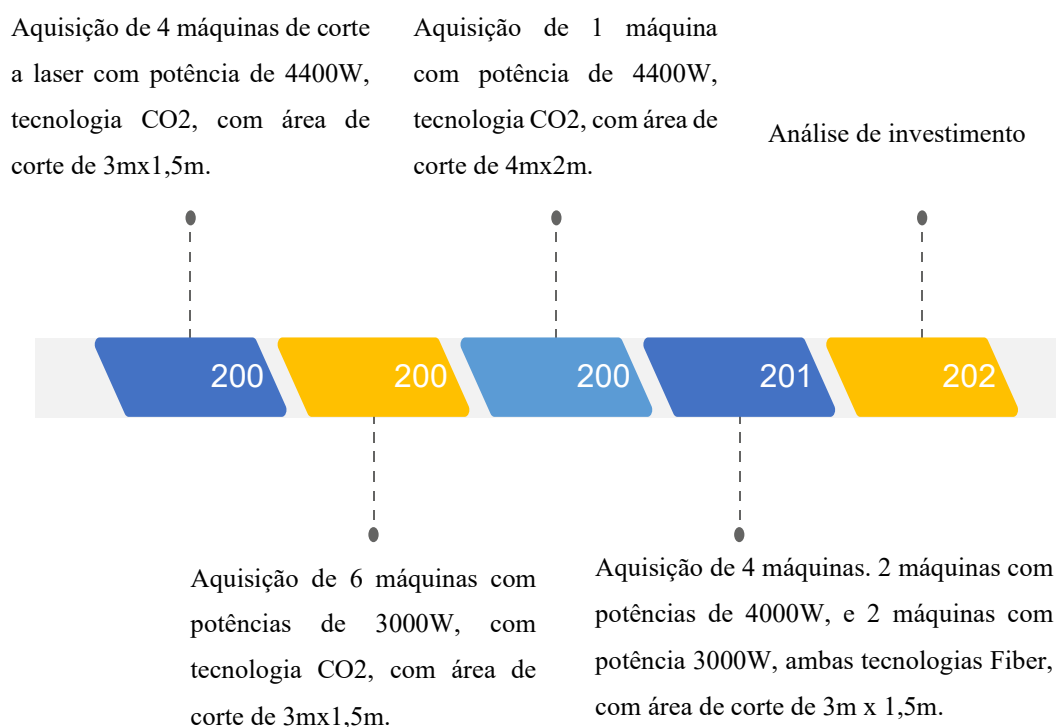 Aquisição de 4 máquinas de corte
a laser com potência de 4400W,
tecnologia CO2, com área de
corte de 3mx1,5m.
Aquisição de 1 máquina
com potência de 4400W,
tecnologia CO2, com área de
corte de 4mx2m.
Análise de investimento
200
200
200
201
202
Aquisição de 6 máquinas com
potências de 3000W, com
tecnologia CO2, com área de
corte de 3mx1,5m.
Aquisição de 4 máquinas. 2 máquinas com
potências de 4000W, e 2 máquinas com
potência 3000W, ambas tecnologias Fiber,
com área de corte de 3m x 1,5m.